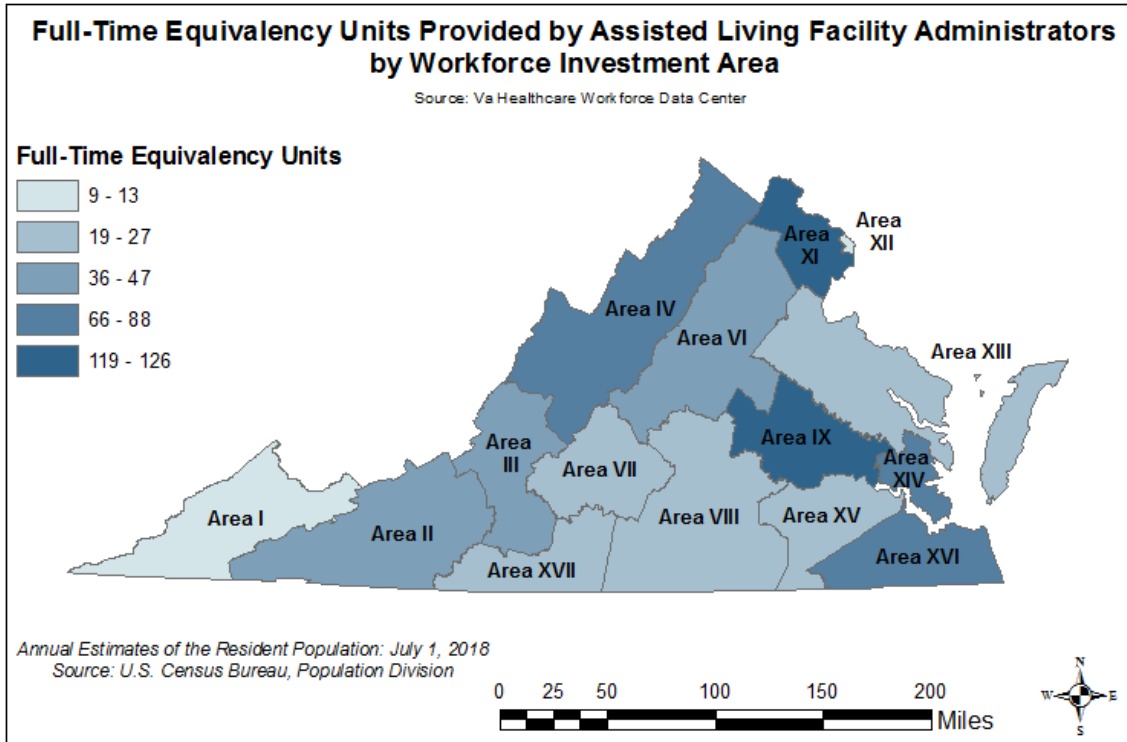 Full-Time Equivalency Units Provided by Assisted Living Facility Administrators
by Workforce Investment Area
Source: Va Healthcare Workforce Data Center
Full-Time Equivalency Units
9 - 13
19 - 27
36 - 47
66 - 88
119 - 126
Area
XII
Area
XI
Area IV
Area VI
Area XIII
Area
III
Area IX
Area
XIV
Area VII
Area I
Area II
Area VIII
Area XV
Area XVI
Area XVII
Annual Estimates of the Resident Population: July 1, 2018
Source: U.S. Census Bureau, Population Division
0 25 50 100 150 200
Miles
N
W E
S